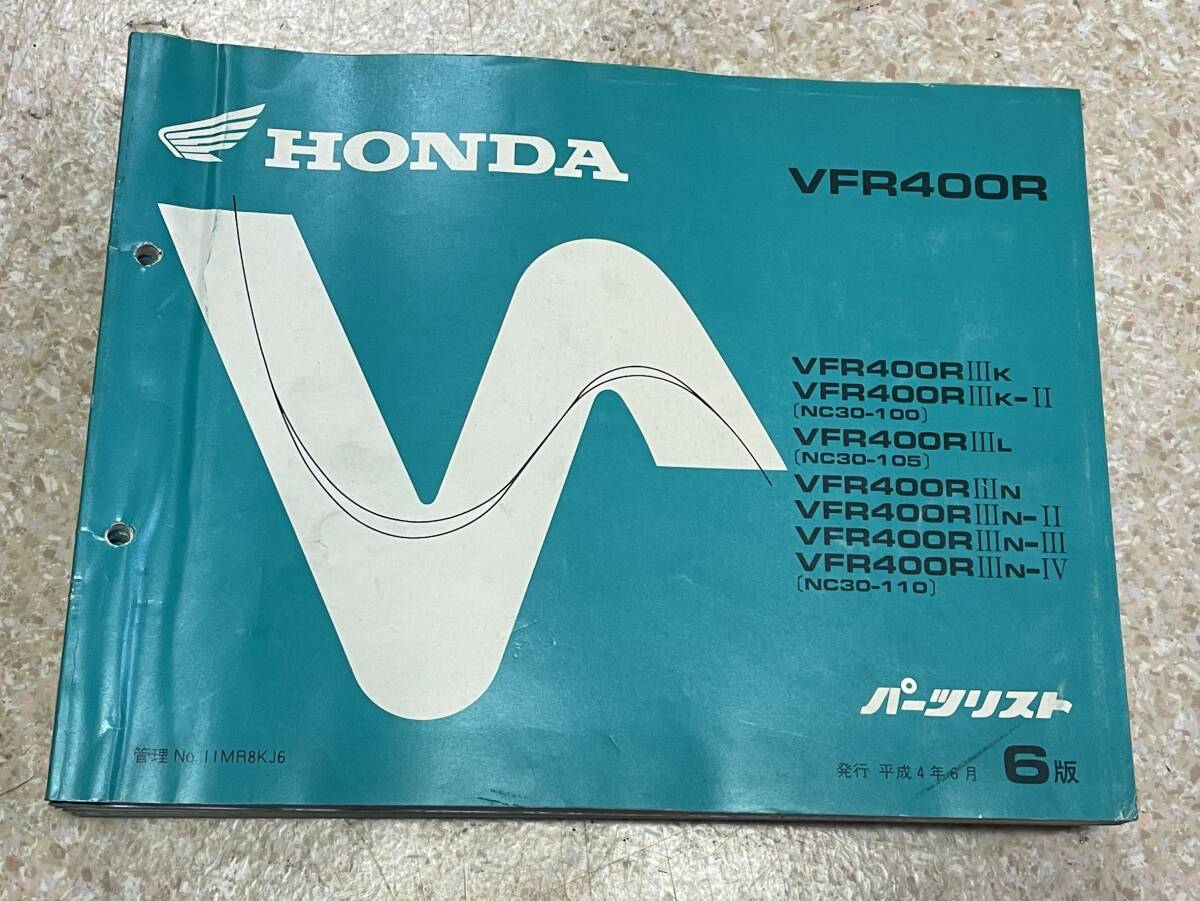 HONDA
VFR400R
VFR400RⅢK
VFR400RⅢK-Ⅱ
〔NC30-100〕
VFR400RⅢL
〔NC30-105〕
VFR400RⅢN
VFR400RⅢN-Ⅱ
VFR400RⅢN-Ⅲ
VFR400RⅢN-Ⅳ
〔NC30-110〕
パーツリスト
管理 No.11MR8KJ6
発行 平成4年6月 6版